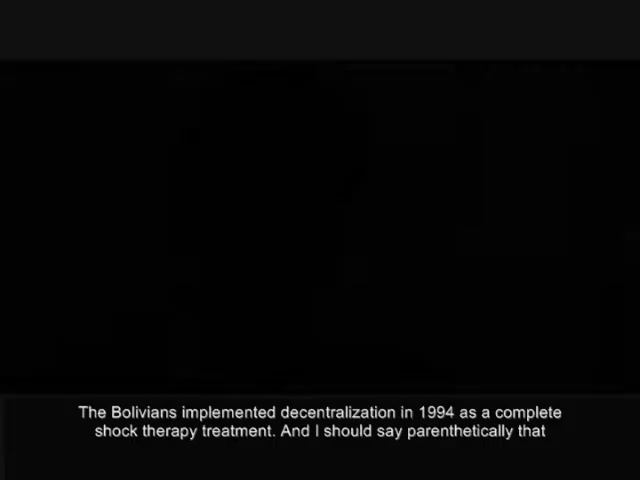 The Bolivians implemented decentralization in 1994 as a complete
shock therapy treatment. And I should say parenthetically that